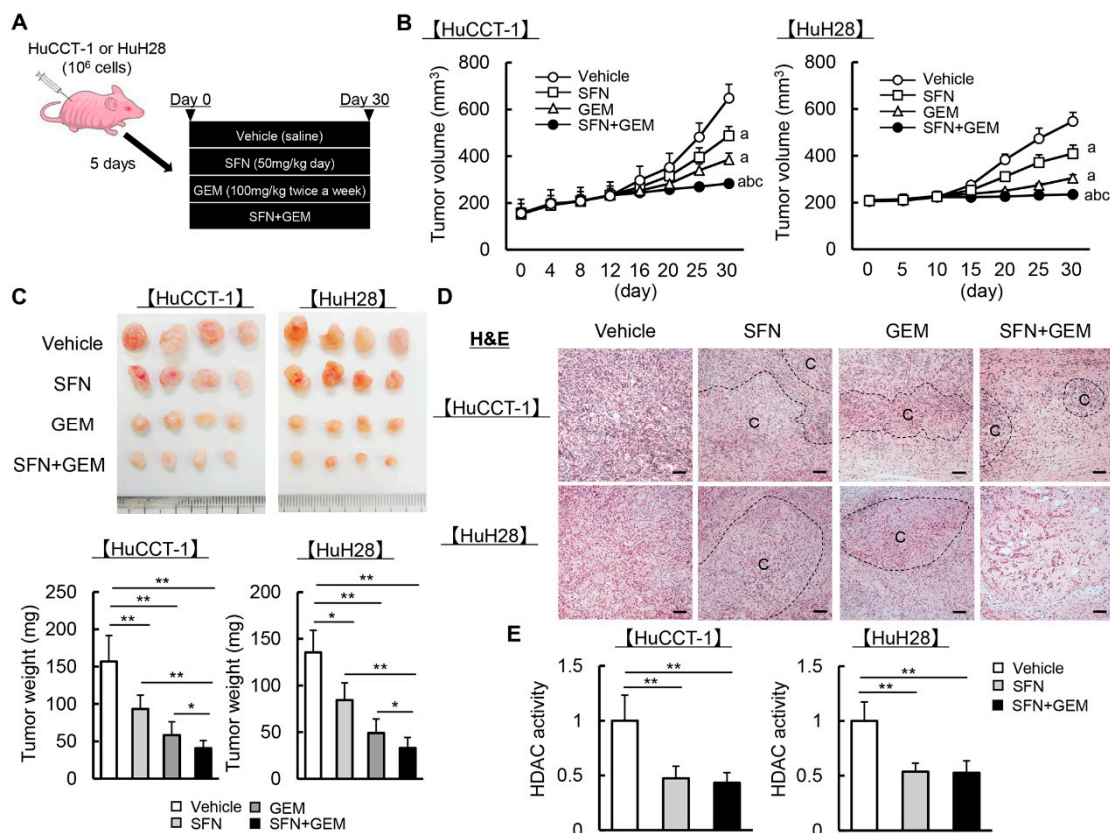 A
HuCCT-1 or HuH28
(10⁶ cells)
5 days
Day 0
Day 30
Vehicle (saline)
SFN (50mg/kg day)
GEM (100mg/kg twice a week)
SFN+GEM
B
【HuCCT-1】
Tumor volume (mm³)
800
600
400
200
0
Vehicle
SFN
GEM
SFN+GEM
a
a
abc
0 4 8 12 16 20 25 30
(day)
【HuH28】
Tumor volume (mm³)
800
600
400
200
0
Vehicle
SFN
GEM
SFN+GEM
a
a
abc
0 5 10 15 20 25 30
(day)
C
【HuCCT-1】 【HuH28】
Vehicle
SFN
GEM
SFN+GEM
【HuCCT-1】
Tumor weight (mg)
250
200
150
100
50
0
**
**
**
**
*
【HuH28】
Tumor weight (mg)
200
150
100
50
0
**
**
*
**
*
Vehicle
SFN
GEM
SFN+GEM
D
H&E
Vehicle SFN GEM SFN+GEM
【HuCCT-1】
C
C
C
C
C
【HuH28】
C
C
E
【HuCCT-1】
HDAC activity
1.5
1
0.5
0
**
**
【HuH28】
HDAC activity
1.5
1
0.5
0
**
**
Vehicle
SFN
SFN+GEM